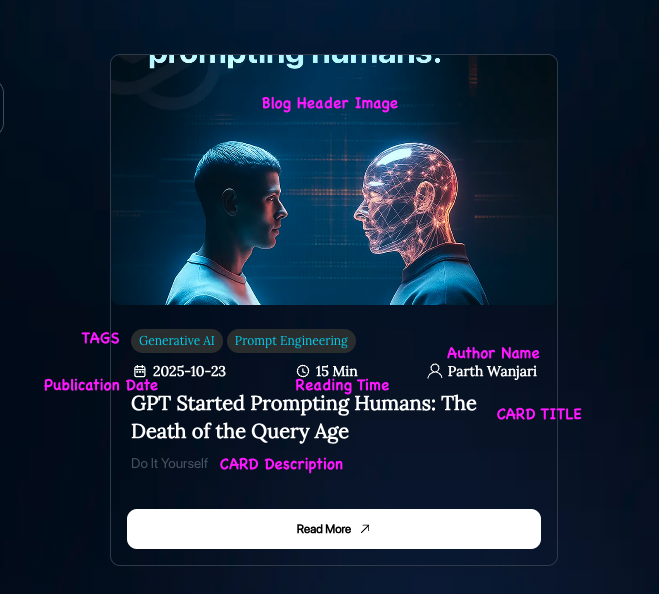 prompting humans.
Blog Header Image
TAGS
Generative AI Prompt Engineering
Author Name
2025-10-23 15 Min Parth Wanjari
Publication Date Reading Time
GPT Started Prompting Humans: The
CARD TITLE
Death of the Query Age
Do It Yourself CARD Description
Read More